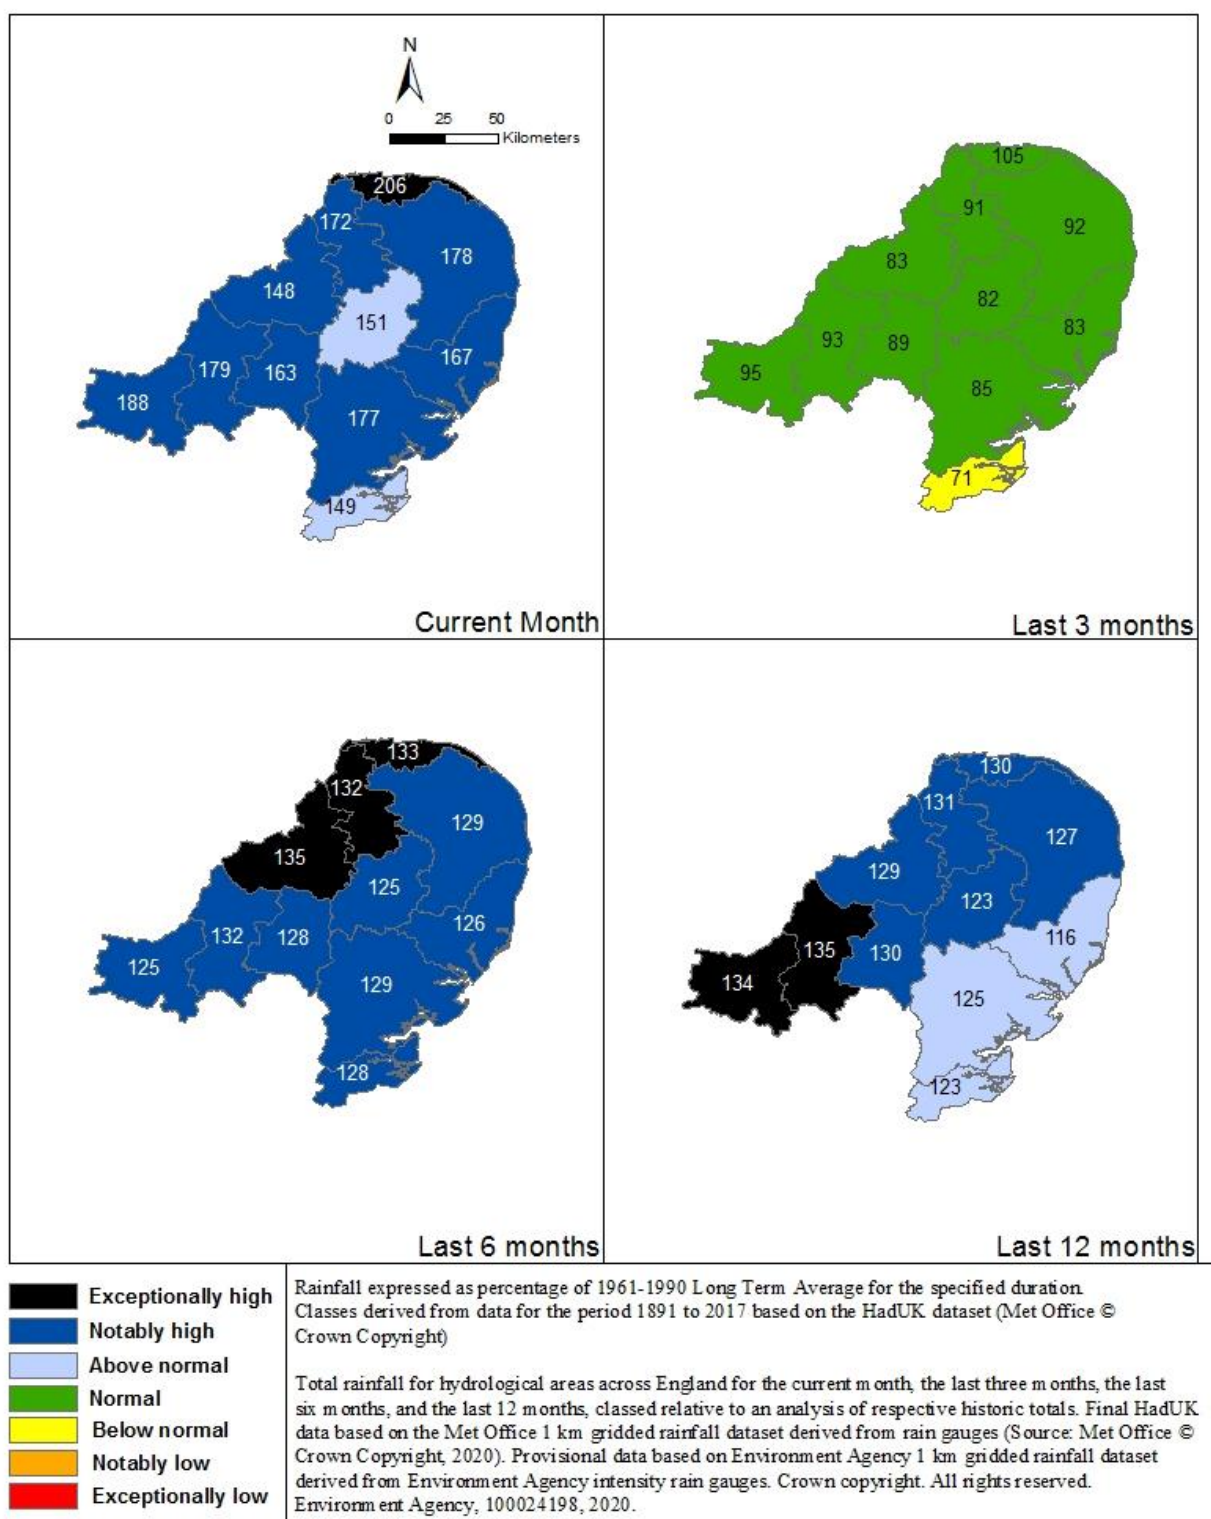 N
0 25 50
Kilometers
206
172
178
148
151
167
179
163
188
177
149
Current Month
105
91
92
83
82
83
93
89
95
85
71
Last 3 months
133
132
129
135
125
126
132
128
125
129
128
Last 6 months
130
131
127
129
123
116
135
130
134
125
123
Last 12 months
Exceptionally high
Notably high
Above normal
Normal
Below normal
Notably low
Exceptionally low
Rainfall expressed as percentage of 1961-1990 Long Term Average for the specified duration.
Classes derived from data for the period 1891 to 2017 based on the HadUK dataset (Met Office ©
Crown Copyright)
Total rainfall for hydrological areas across England for the current month, the last three months, the last
six months, and the last 12 months, classed relative to an analysis of respective historic totals. Final HadUK
data based on the Met Office 1 km gridded rainfall dataset derived from rain gauges (Source: Met Office ©
Crown Copyright, 2020). Provisional data based on Environment Agency 1 km gridded rainfall dataset
derived from Environment Agency intensity rain gauges. Crown copyright. All rights reserved.
Environment Agency, 100024198, 2020.